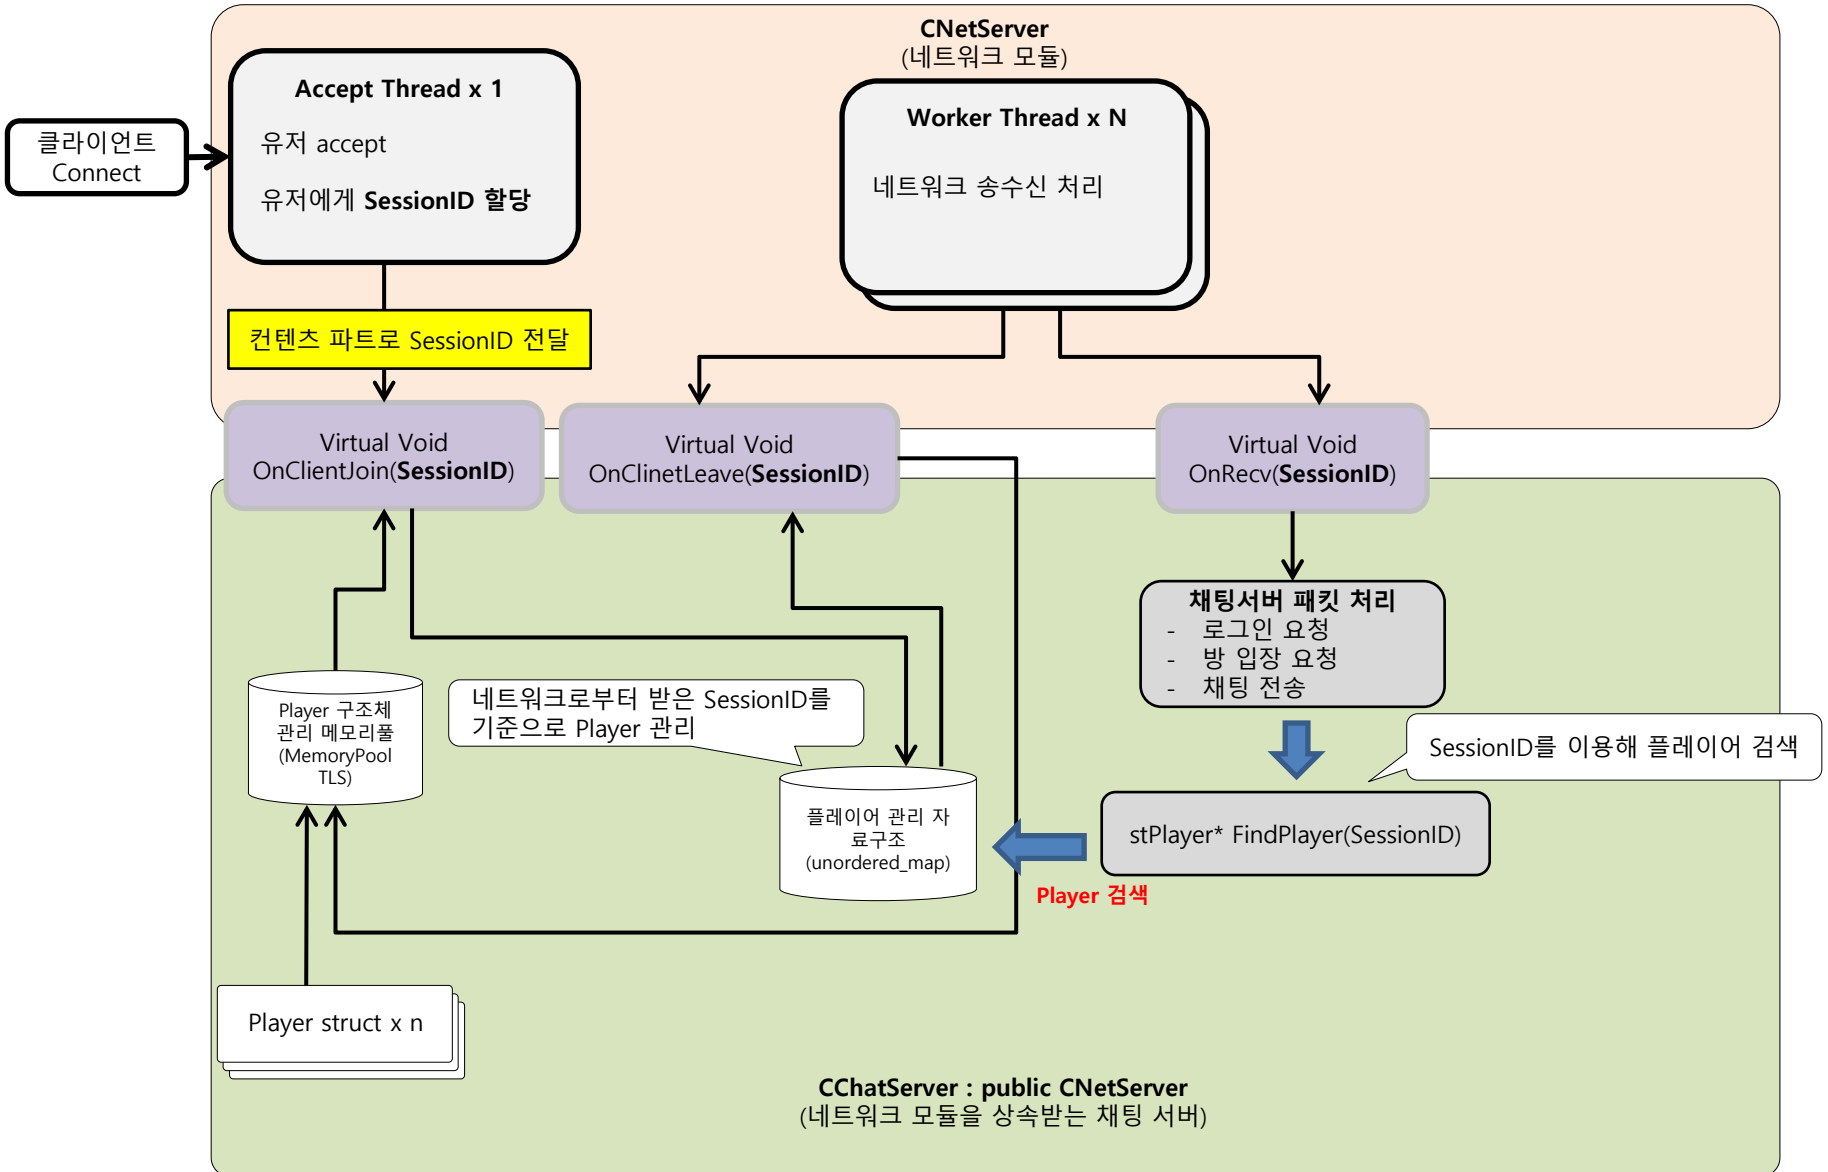 CNetServer
(네트워크 모듈)
Accept Thread x 1
유저 accept
유저에게 SessionID 할당
클라이언트
Connect
Worker Thread x N
네트워크 송수신 처리
컨텐츠 파트로 SessionID 전달
Virtual Void
OnClientJoin(SessionID)
Virtual Void
OnClinetLeave(SessionID)
Virtual Void
OnRecv(SessionID)
채팅서버 패킷 처리
- 로그인 요청
- 방 입장 요청
- 채팅 전송
Player 구조체
관리 메모리풀
(MemoryPool
TLS)
네트워크로부터 받은 SessionID를
기준으로 Player 관리
SessionID를 이용해 플레이어 검색
플레이어 관리 자
료구조
(unordered_map)
stPlayer* FindPlayer(SessionID)
Player 검색
Player struct x n
CChatServer : public CNetServer
(네트워크 모듈을 상속받는 채팅 서버)